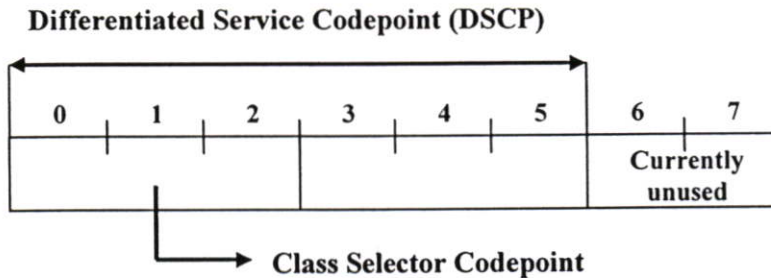 Differentiated Service Codepoint (DSCP)
0 1 2 3 4 5 6 7
Currently
unused
Class Selector Codepoint